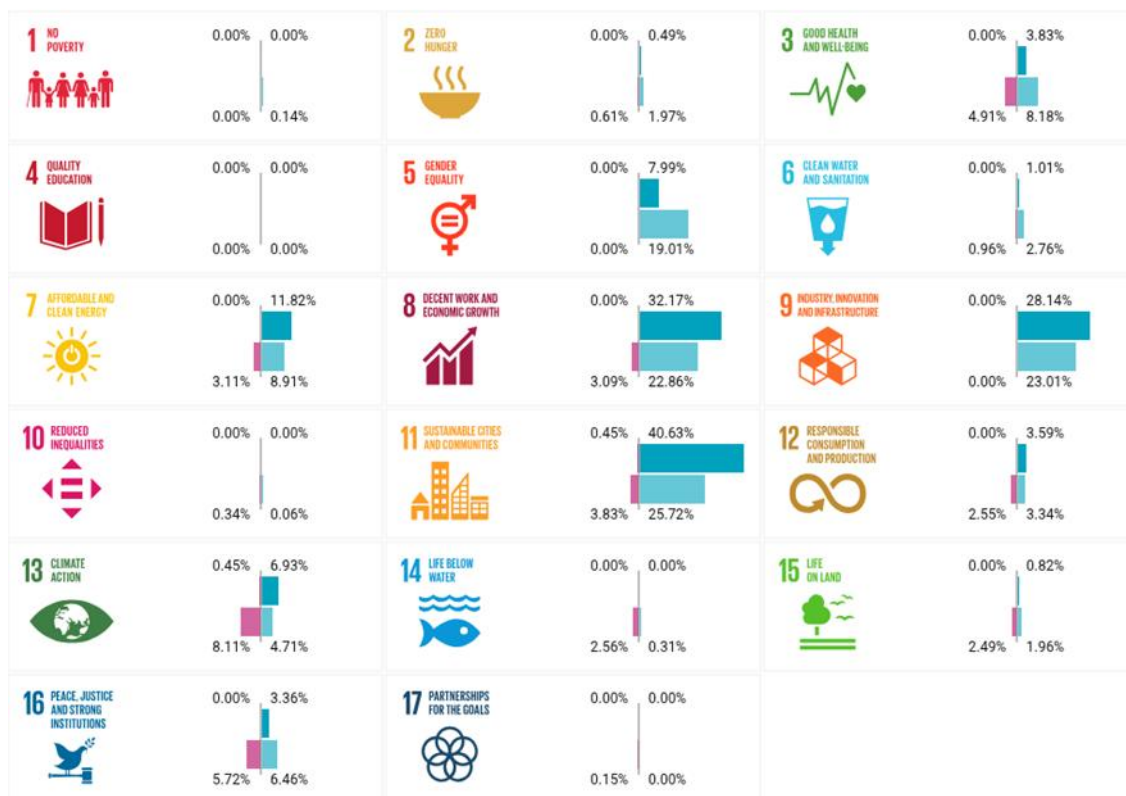 1 NO POVERTY
0.00% 0.00%
0.00% 0.14%
2 ZERO HUNGER
0.00% 0.49%
0.61% 1.97%
3 GOOD HEALTH AND WELL-BEING
0.00% 3.83%
4.91% 8.18%
4 QUALITY EDUCATION
0.00% 0.00%
0.00% 0.00%
5 GENDER EQUALITY
0.00% 7.99%
0.00% 19.01%
6 CLEAN WATER AND SANITATION
0.00% 1.01%
0.96% 2.76%
7 AFFORDABLE AND CLEAN ENERGY
0.00% 11.82%
3.11% 8.91%
8 DECENT WORK AND ECONOMIC GROWTH
0.00% 32.17%
3.09% 22.86%
9 INDUSTRY, INNOVATION AND INFRASTRUCTURE
0.00% 28.14%
0.00% 23.01%
10 REDUCED INEQUALITIES
0.00% 0.00%
0.34% 0.06%
11 SUSTAINABLE CITIES AND COMMUNITIES
0.45% 40.63%
3.83% 25.72%
12 RESPONSIBLE CONSUMPTION AND PRODUCTION
0.00% 3.59%
2.55% 3.34%
13 CLIMATE ACTION
0.45% 6.93%
8.11% 4.71%
14 LIFE BELOW WATER
0.00% 0.00%
2.56% 0.31%
15 LIFE ON LAND
0.00% 0.82%
2.49% 1.96%
16 PEACE, JUSTICE AND STRONG INSTITUTIONS
0.00% 3.36%
5.72% 6.46%
17 PARTNERSHIPS FOR THE GOALS
0.00% 0.00%
0.15% 0.00%